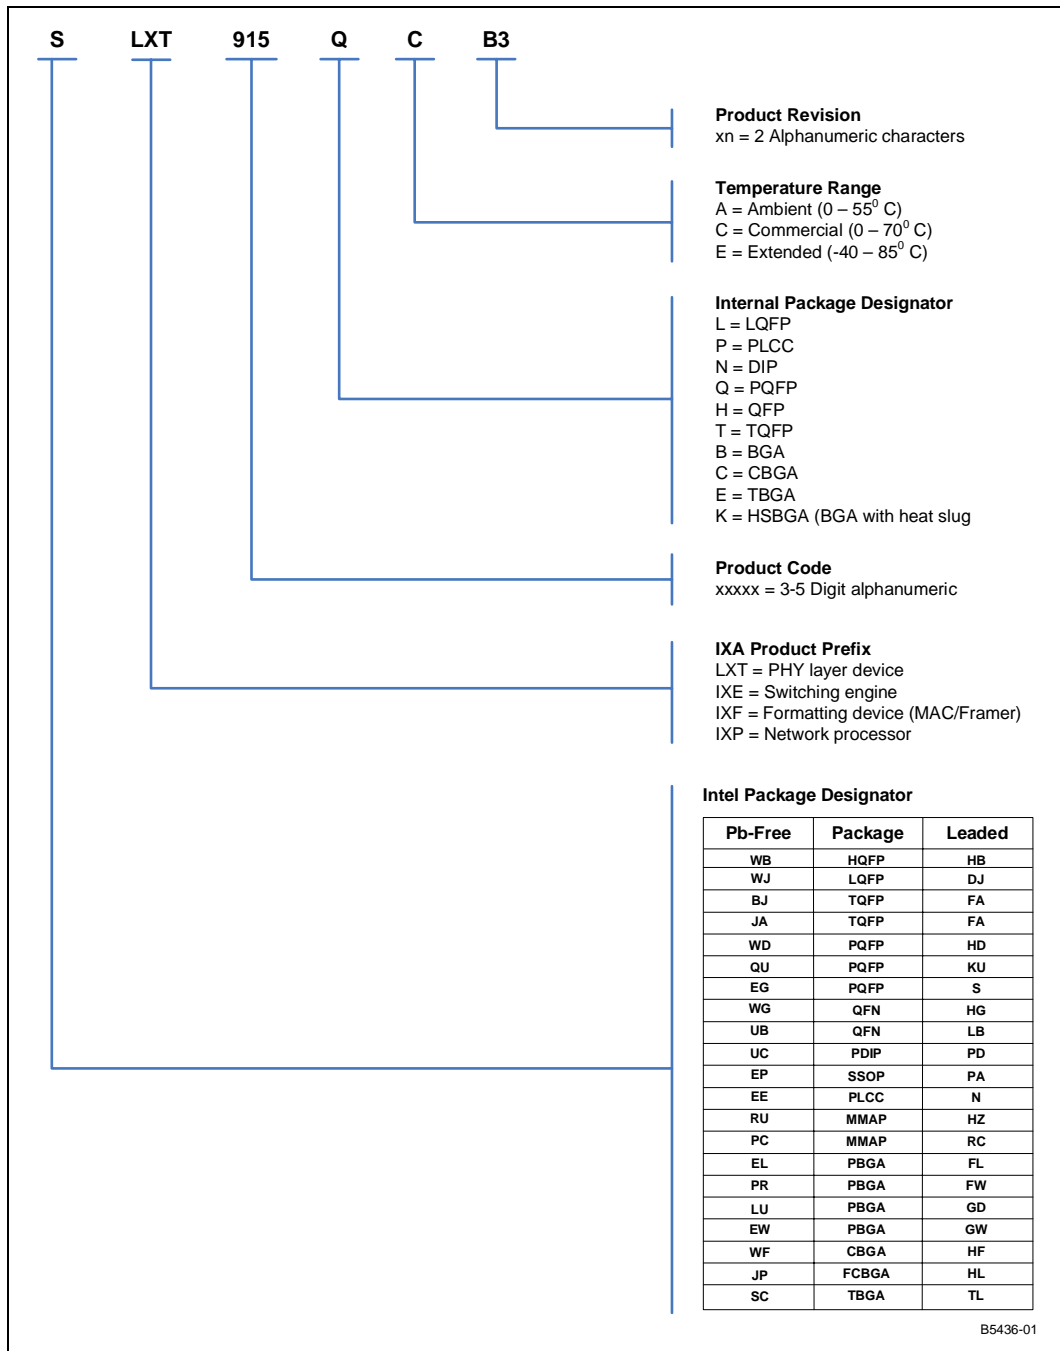 S LXT 915 Q C B3
Product Revision
xn = 2 Alphanumeric characters
Temperature Range
A = Ambient (0 – 55⁰ C)
C = Commercial (0 – 70⁰ C)
E = Extended (-40 – 85⁰ C)
Internal Package Designator
L = LQFP
P = PLCC
N = DIP
Q = PQFP
H = QFP
T = TQFP
B = BGA
C = CBGA
E = TBGA
K = HSBGA (BGA with heat slug
Product Code
xxxxx = 3-5 Digit alphanumeric
IXA Product Prefix
LXT = PHY layer device
IXE = Switching engine
IXF = Formatting device (MAC/Framer)
IXP = Network processor
Intel Package Designator
Pb-Free Package Leaded
WB HQFP HB
WJ LQFP DJ
BJ TQFP FA
JA TQFP FA
WD PQFP HD
QU PQFP KU
EG PQFP S
WG QFN HG
UB QFN LB
UC PDIP PD
EP SSOP PA
EE PLCC N
RU MMAP HZ
PC MMAP RC
EL PBGA FL
PR PBGA FW
LU PBGA GD
EW PBGA GW
WF CBGA HF
JP FCBGA HL
SC TBGA TL
B5436-01